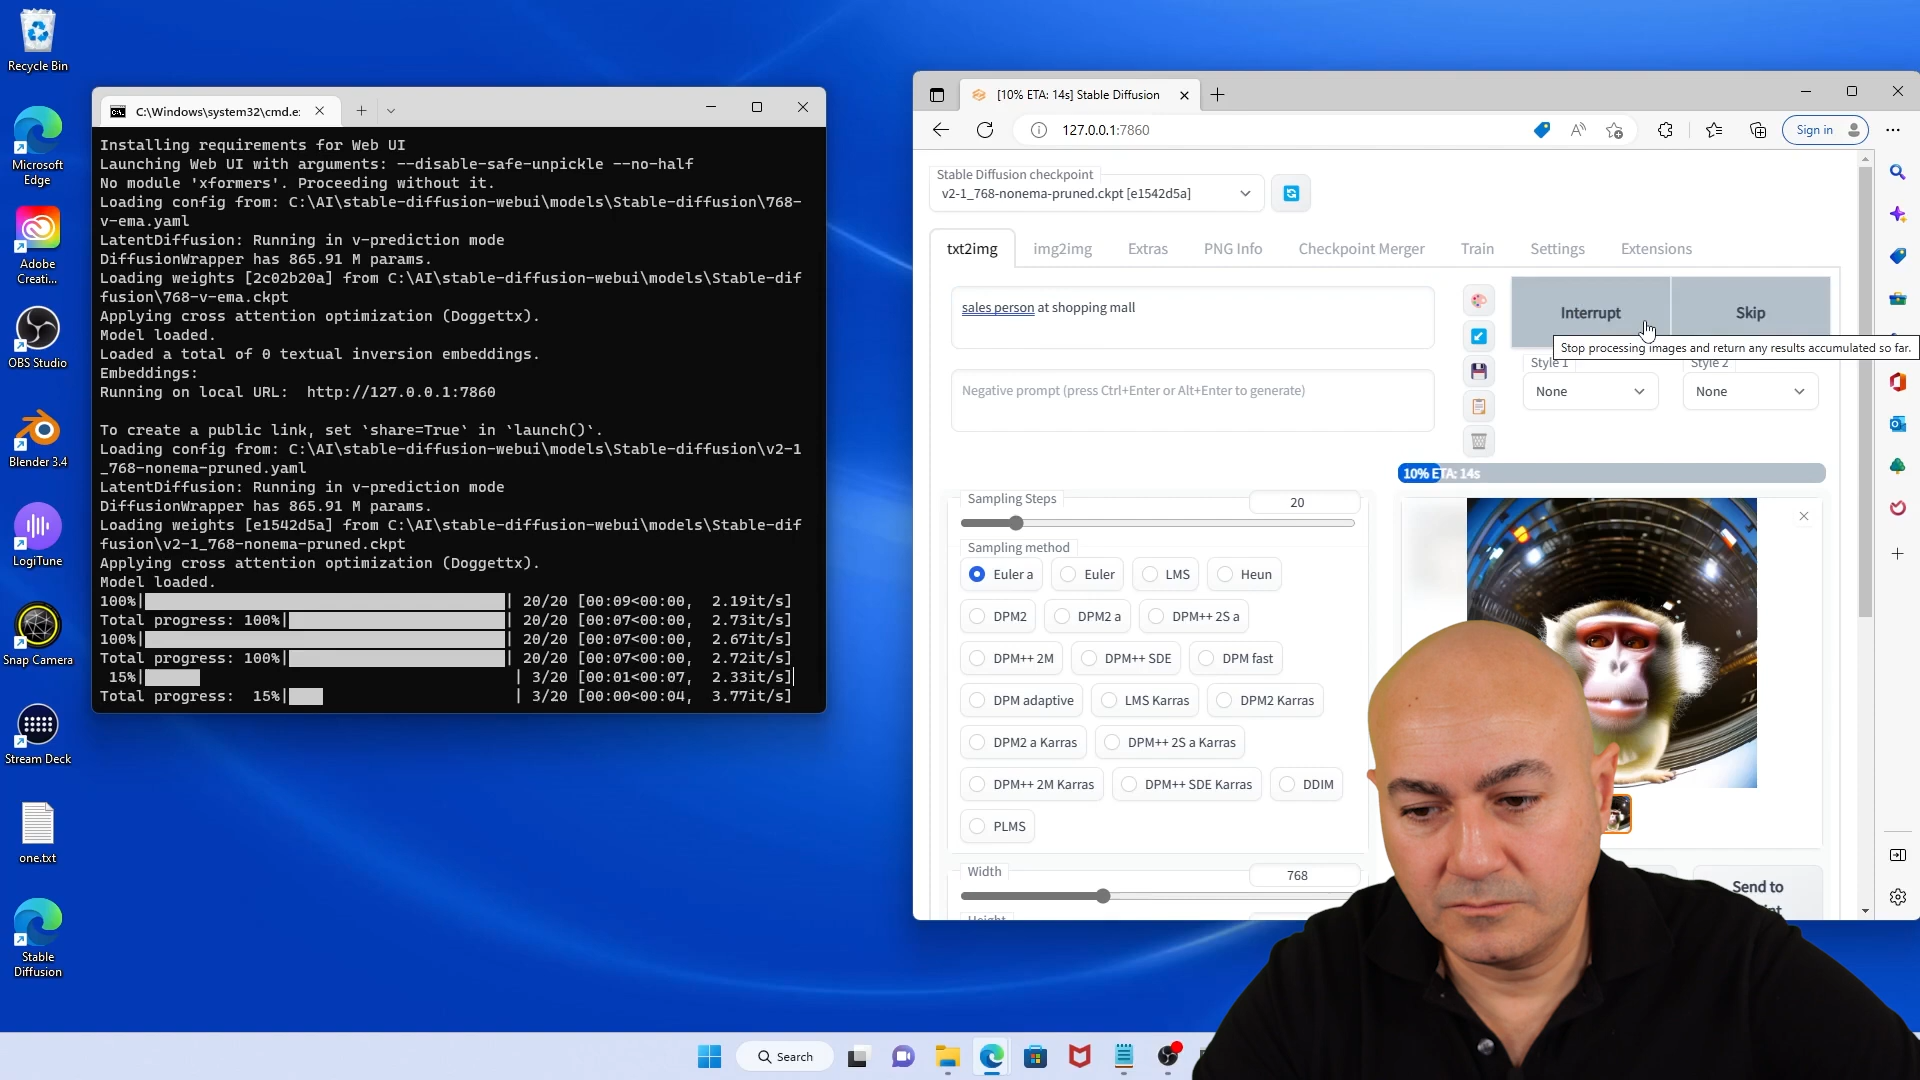 Recycle Bin
Microsoft
Edge
Adobe
Creati...
OBS Studio
Blender 3.4
LogiTune
Snap Camera
Stream Deck
one.txt
Stable
Diffusion
C:\Windows\system32\cmd.e:
Installing requirements for Web UI
Launching Web UI with arguments: --disable-safe-unpickle --no-half
No module 'xformers'. Proceeding without it.
Loading config from: C:\AI\stable-diffusion-webui\models\Stable-diffusion\768-
v-ema.yaml
LatentDiffusion: Running in v-prediction mode
DiffusionWrapper has 865.91 M params.
Loading weights [2c02b20a] from C:\AI\stable-diffusion-webui\models\Stable-dif
fusion\768-v-ema.ckpt
Applying cross attention optimization (Doggettx).
Model loaded.
Loaded a total of 0 textual inversion embeddings.
Embeddings:
Running on local URL:  http://127.0.0.1:7860
To create a public link, set `share=True` in `launch()`.
Loading config from: C:\AI\stable-diffusion-webui\models\Stable-diffusion\v2-1
_768-nonema-pruned.yaml
LatentDiffusion: Running in v-prediction mode
DiffusionWrapper has 865.91 M params.
Loading weights [e1542d5a] from C:\AI\stable-diffusion-webui\models\Stable-dif
fusion\v2-1_768-nonema-pruned.ckpt
Applying cross attention optimization (Doggettx).
Model loaded.
100%| | 20/20 [00:09<00:00, 2.19it/s]
Total progress: 100%| | 20/20 [00:07<00:00, 2.73it/s]
100%| | 20/20 [00:07<00:00, 2.67it/s]
Total progress: 100%| | 20/20 [00:07<00:00, 2.72it/s]
15%| | 3/20 [00:01<00:07, 2.33it/s]
Total progress: 15%| | 3/20 [00:00<00:04, 3.77it/s]
[10% ETA: 14s] Stable Diffusion
127.0.0.1:7860
Sign in
Stable Diffusion checkpoint
v2-1_768-nonema-pruned.ckpt [e1542d5a]
txt2img img2img Extras PNG Info Checkpoint Merger Train Settings Extensions
sales person at shopping mall
Interrupt Skip
Stop processing images and return any results accumulated so far.
Style 1 Style 2
None None
Negative prompt (press Ctrl+Enter or Alt+Enter to generate)
10% ETA: 14s
Sampling Steps 20
Sampling method
Euler a Euler LMS Heun
DPM2 DPM2 a DPM++ 2S a
DPM++ 2M DPM++ SDE DPM fast
DPM adaptive LMS Karras DPM2 Karras
DPM2 a Karras DPM++ 2S a Karras
DPM++ 2M Karras DPM++ SDE Karras DDIM
PLMS
Width 768
Height
Send to
Search